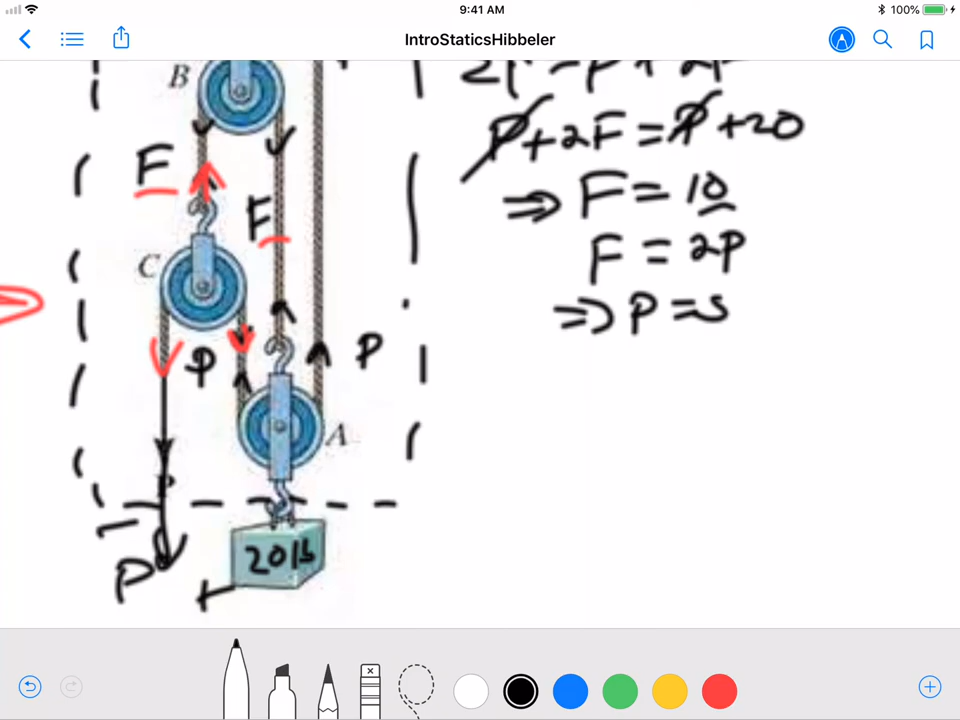 9:41 AM
100%
IntroStaticsHibbeler
B
F
F
C
P
P
A
P
P
20lb
P+2F=P+20
⇒ F = 10
F = 2P
⇒ P = 5